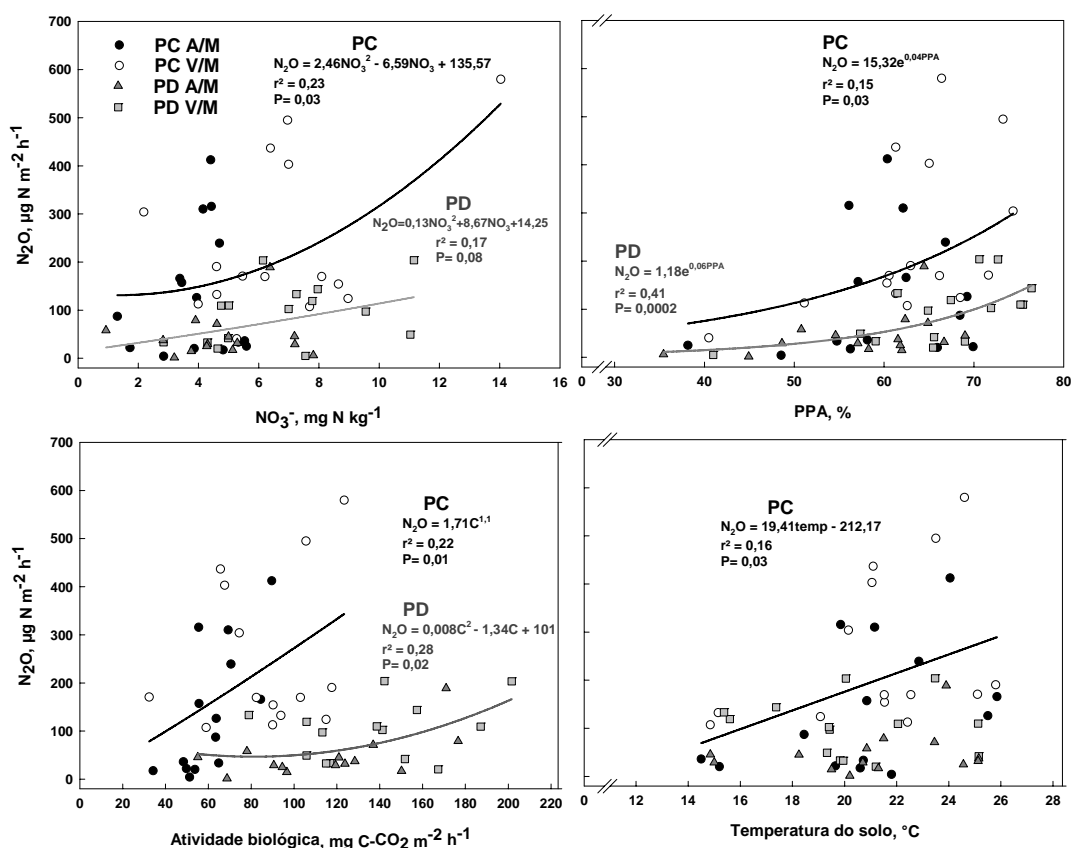 PC A/M
PC V/M
PD A/M
PD V/M
PC
N₂O = 2,46NO₃² - 6,59NO₃ + 135,57
r² = 0,23
P= 0,03
PD
N₂O=0,13NO₃²+8,67NO₃+14,25
r² = 0,17
P = 0,08
700
600
500
400
300
200
100
0
N₂O, µg N m⁻² h⁻¹
0 2 4 6 8 10 12 14 16
NO₃⁻, mg N kg⁻¹
PC
N₂O = 15,32e⁰,⁰⁴ᴾᴾᴬ
r² = 0,15
P = 0,03
PD
N₂O = 1,18e⁰,⁰⁶ᴾᴾᴬ
r² = 0,41
P = 0,0002
0 30 40 50 60 70 80
PPA, %
PC
N₂O = 1,71C¹,¹
r² = 0,22
P= 0,01
PD
N₂O = 0,008C² - 1,34C + 101
r² = 0,28
P = 0,02
700
600
500
400
300
200
100
0
N₂O, µg N m⁻² h⁻¹
0 20 40 60 80 100 120 140 160 180 200 220
Atividade biológica, mg C-CO₂ m⁻² h⁻¹
PC
N₂O = 19,41temp - 212,17
r² = 0,16
P= 0,03
0 14 16 18 20 22 24 26 28
Temperatura do solo, °C